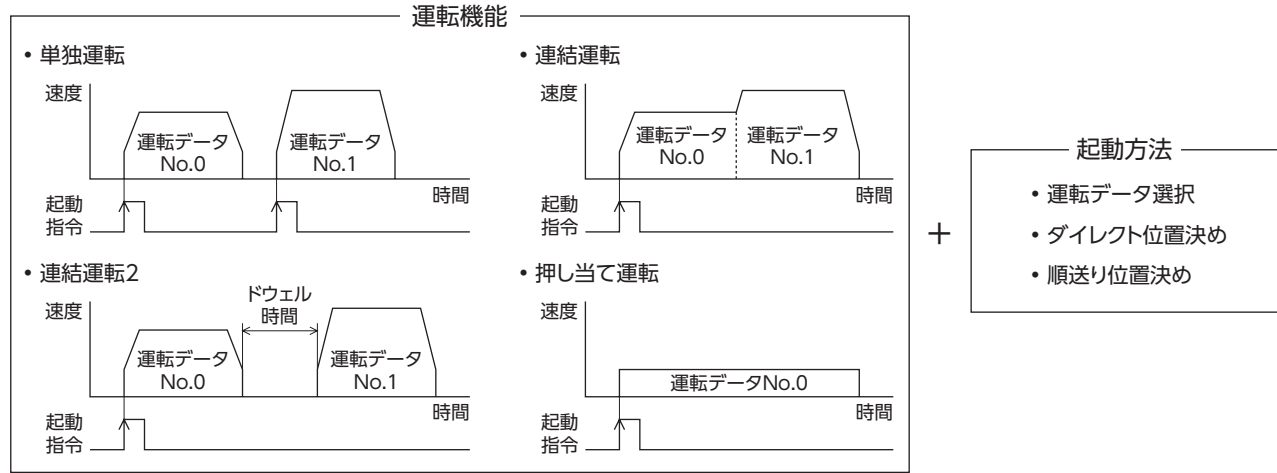 運転機能
• 単独運転
速度
運転データ
No.0
運転データ
No.1
時間
起動
指令
• 連結運転
速度
運転データ
No.0
運転データ
No.1
時間
起動
指令
• 連結運転2
速度
ドウェル
時間
運転データ
No.0
運転データ
No.1
時間
起動
指令
• 押し当て運転
速度
運転データNo.0
時間
起動
指令
+
起動方法
• 運転データ選択
• ダイレクト位置決め
• 順送り位置決め